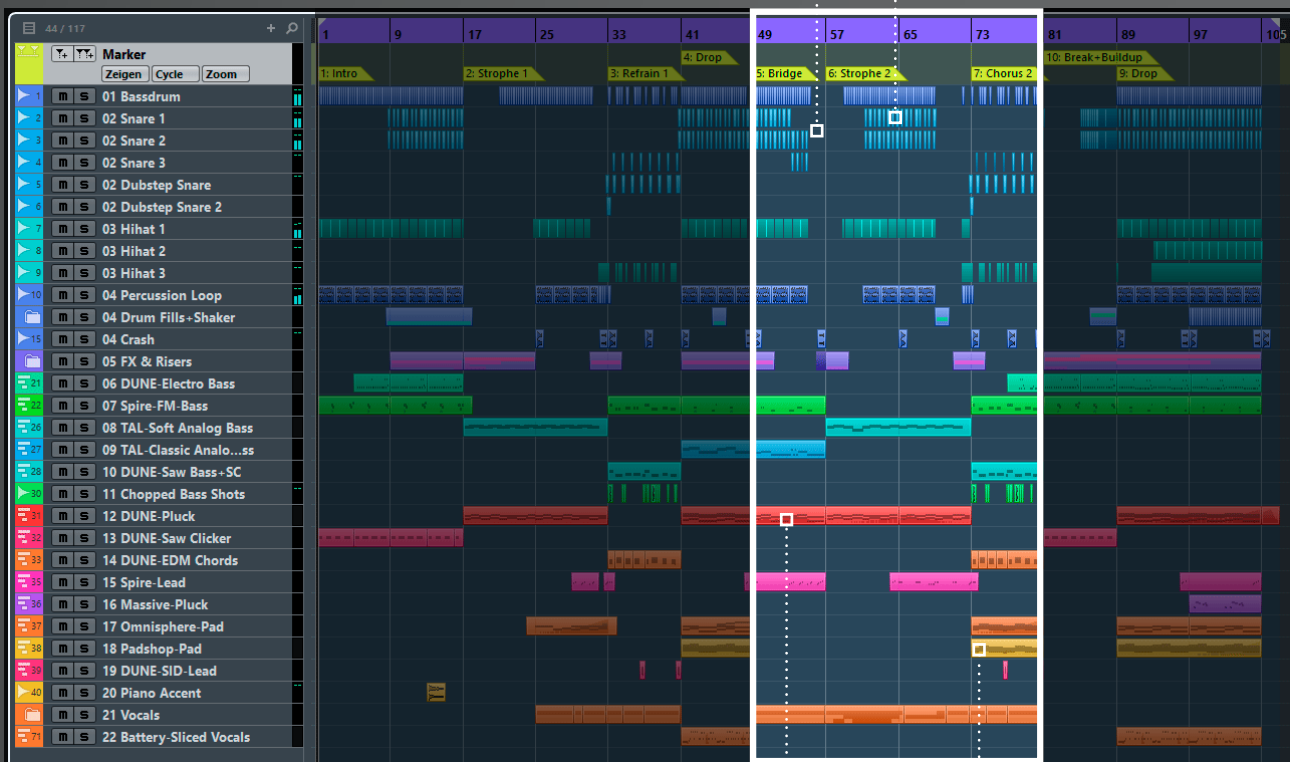 44 / 117
1 9 17 25 33 41 49 57 65 73 81 89 97 105
Marker
Zeigen Cycle Zoom
4: Drop 10: Break+Buildup
1: Intro 2: Strophe 1 3: Refrain 1 5: Bridge 6: Strophe 2 7: Chorus 2 9: Drop
1 m S 01 Bassdrum
2 m S 02 Snare 1
3 m S 02 Snare 2
4 m S 02 Snare 3
5 m S 02 Dubstep Snare
6 m S 02 Dubstep Snare 2
7 m S 03 Hihat 1
8 m S 03 Hihat 2
9 m S 03 Hihat 3
10 m S 04 Percussion Loop
m S 04 Drum Fills+Shaker
15 m S 04 Crash
m S 05 FX & Risers
21 m S 06 DUNE-Electro Bass
22 m S 07 Spire-FM-Bass
26 m S 08 TAL-Soft Analog Bass
27 m S 09 TAL-Classic Analo...ss
28 m S 10 DUNE-Saw Bass+SC
30 m S 11 Chopped Bass Shots
31 m S 12 DUNE-Pluck
32 m S 13 DUNE-Saw Clicker
33 m S 14 DUNE-EDM Chords
35 m S 15 Spire-Lead
36 m S 16 Massive-Pluck
37 m S 17 Omnisphere-Pad
38 m S 18 Padshop-Pad
39 m S 19 DUNE-SID-Lead
40 m S 20 Piano Accent
m S 21 Vocals
71 m S 22 Battery-Sliced Vocals